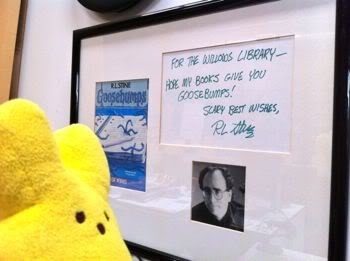 FOR THE WILLOWS LIBRARY—
HOPE MY BOOKS GIVE YOU
GOOSEBUMPS!
SCARY BEST WISHES,
RL Stine
R.L. STINE
Goosebumps